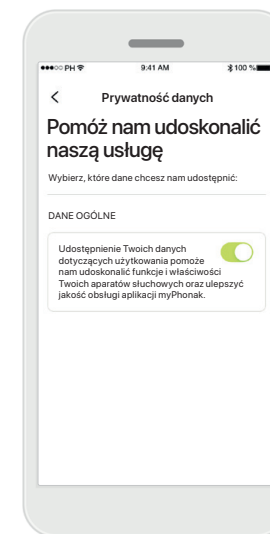 PH
9:41 AM
100 %
Prywatność danych
Pomóż nam udoskonalić
naszą usługę
Wybierz, które dane chcesz nam udostępnić:
DANE OGÓLNE
Udostępnienie Twoich danych
dotyczących użytkowania pomoże
nam udoskonalić funkcje i właściwości
Twoich aparatów słuchowych oraz ulepszyć
jakość obsługi aplikacji myPhonak.